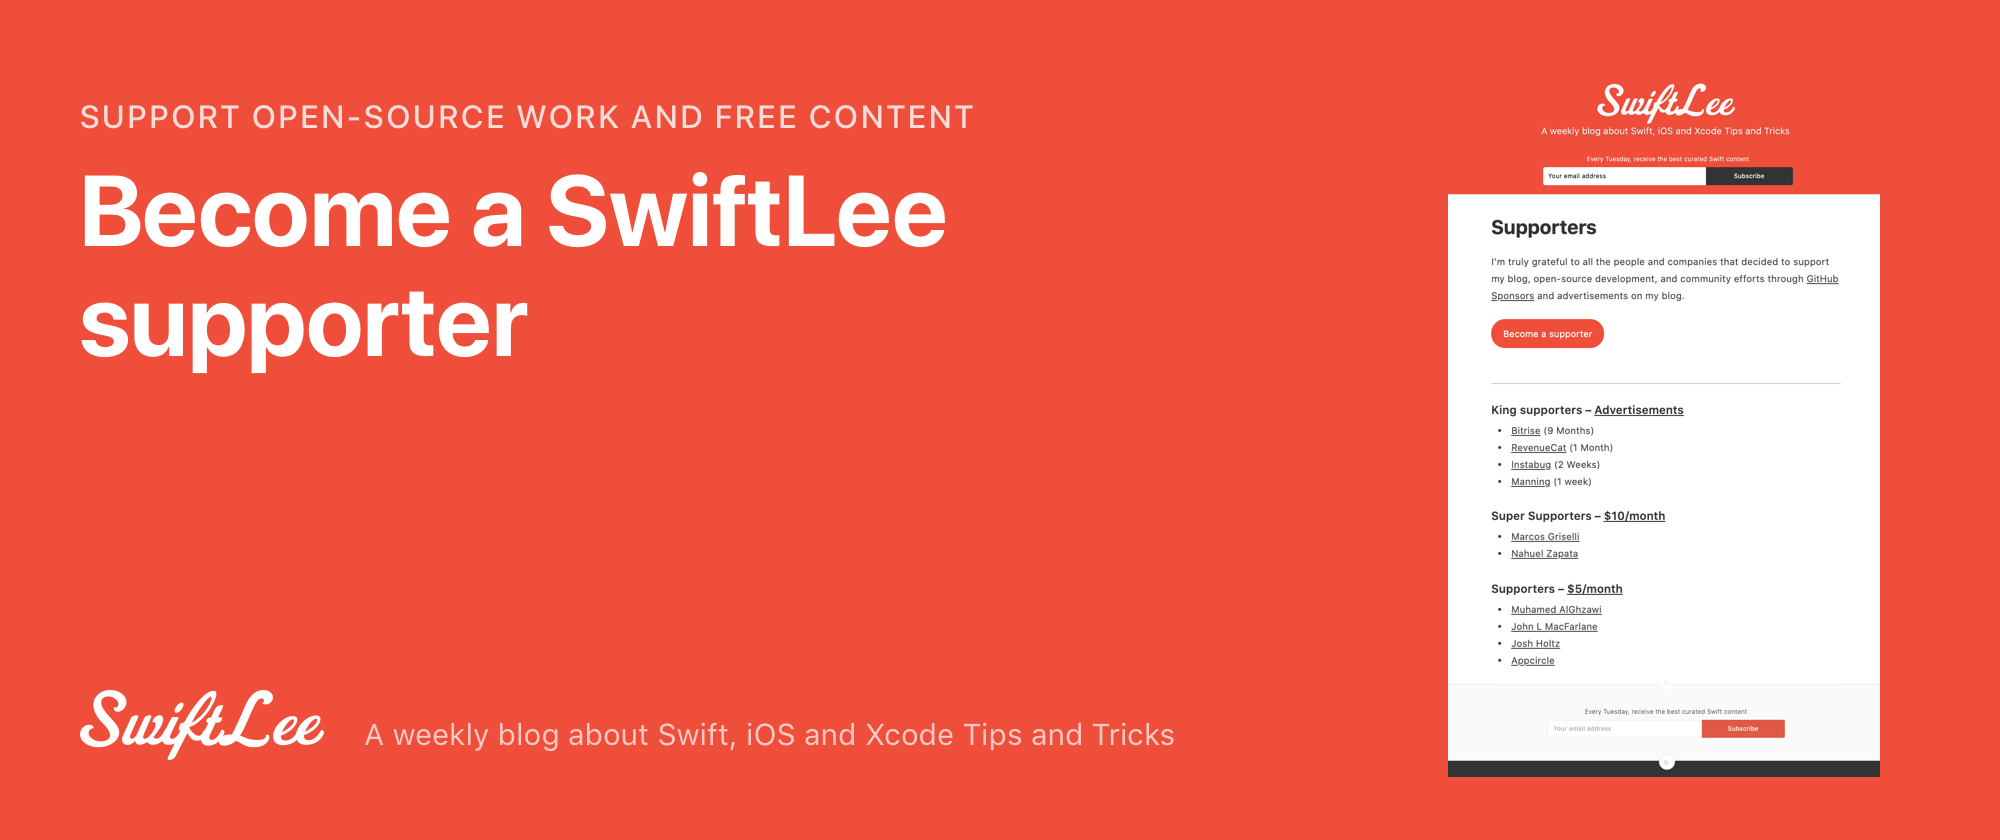 SUPPORT OPEN-SOURCE WORK AND FREE CONTENT
Become a SwiftLee
supporter
SwiftLee
A weekly blog about Swift, iOS and Xcode Tips and Tricks
SwiftLee
A weekly blog about Swift, iOS and Xcode Tips and Tricks
Every Tuesday, receive the best curated Swift content
Your email address
Subscribe
Supporters
I'm truly grateful to all the people and companies that decided to support
my blog, open-source development, and community efforts through GitHub
Sponsors and advertisements on my blog.
Become a supporter
King supporters – Advertisements
• Bitrise (9 Months)
• RevenueCat (1 Month)
• Instabug (2 Weeks)
• Manning (1 week)
Super Supporters – $10/month
• Marcos Griselli
• Nahuel Zapata
Supporters – $5/month
• Muhamed AlGhzawi
• John L MacFarlane
• Josh Holtz
• Appcircle
Every Tuesday, receive the best curated Swift content
Your email address
Subscribe